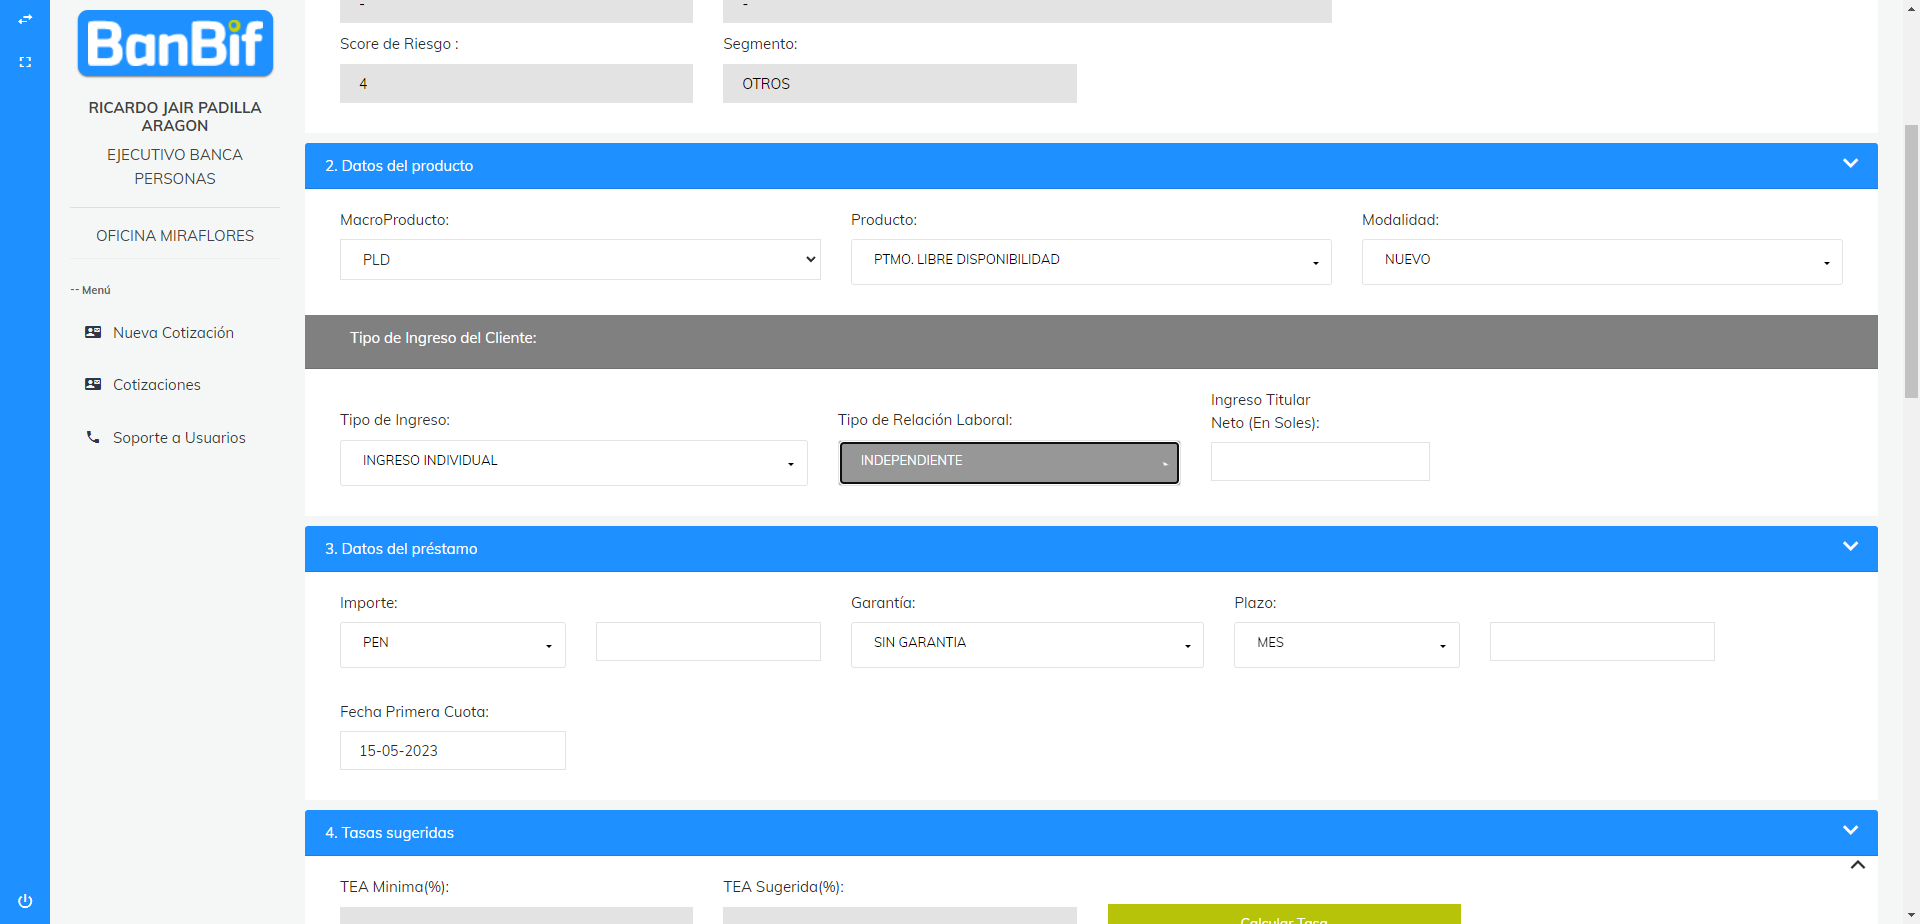 BanBif
RICARDO JAIR PADILLA
ARAGON
EJECUTIVO BANCA
PERSONAS
OFICINA MIRAFLORES
-- Menú
Nueva Cotización
Cotizaciones
Soporte a Usuarios
-
-
Score de Riesgo :
Segmento:
4
OTROS
2. Datos del producto
MacroProducto:
Producto:
Modalidad:
PLD
PTMO. LIBRE DISPONIBILIDAD
NUEVO
Tipo de Ingreso del Cliente:
Tipo de Ingreso:
Tipo de Relación Laboral:
Ingreso Titular
Neto (En Soles):
INGRESO INDIVIDUAL
INDEPENDIENTE
3. Datos del préstamo
Importe:
Garantía:
Plazo:
PEN
SIN GARANTIA
MES
Fecha Primera Cuota:
15-05-2023
4. Tasas sugeridas
TEA Minima(%):
TEA Sugerida(%):
Calcular Tasa